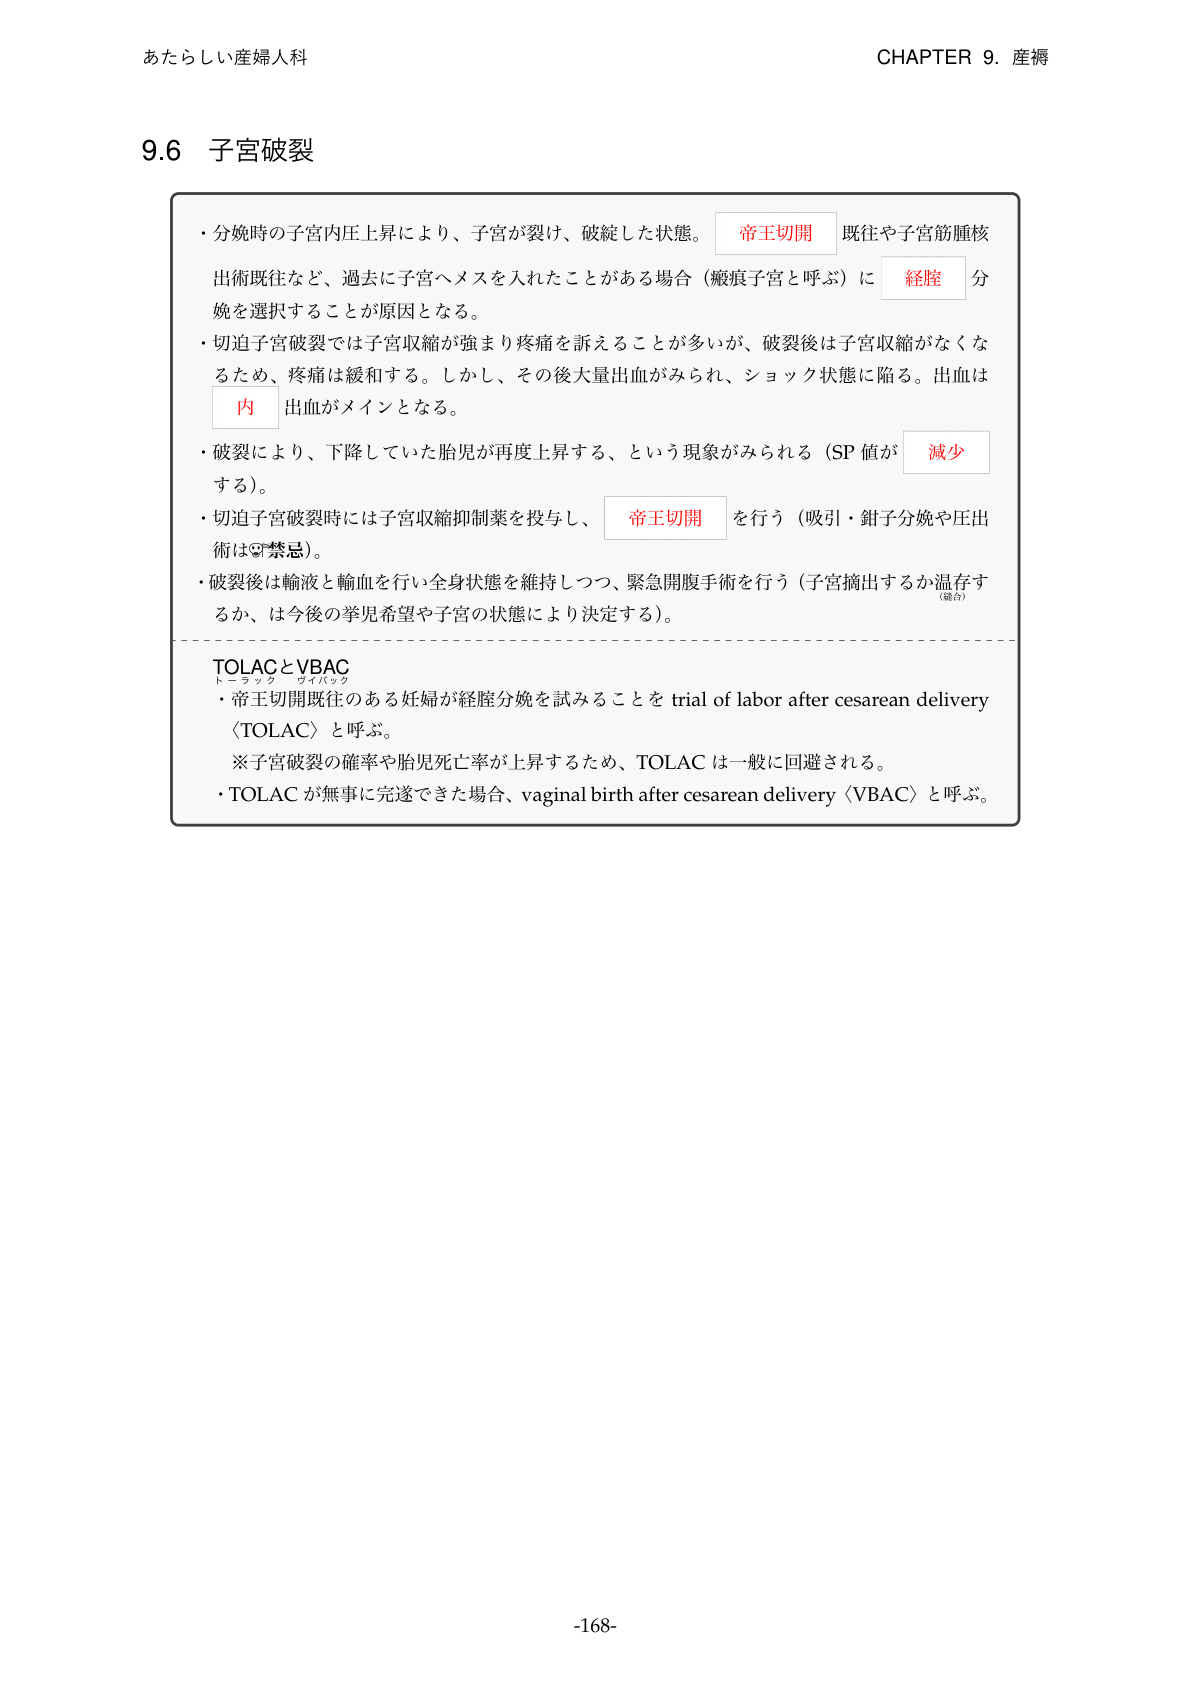 あたらしい産婦人科 CHAPTER 9. 産褥
9.6 子宮破裂
・分娩時の子宮内圧上昇により、子宮が裂け、破綻した状態。 帝王切開 既往や子宮筋腫核
出術既往など、過去に子宮へメスを入れたことがある場合（瘢痕子宮と呼ぶ）に 経腟 分
娩を選択することが原因となる。
・切迫子宮破裂では子宮収縮が強まり疼痛を訴えることが多いが、破裂後は子宮収縮がなくな
るため、疼痛は緩和する。しかし、その後大量出血がみられ、ショック状態に陥る。出血は
内 出血がメインとなる。
・破裂により、下降していた胎児が再度上昇する、という現象がみられる（SP 値が 減少
する）。
・切迫子宮破裂時には子宮収縮抑制薬を投与し、 帝王切開 を行う（吸引・鉗子分娩や圧出
術は禁忌）。
・破裂後は輸液と輸血を行い全身状態を維持しつつ、緊急開腹手術を行う（子宮摘出するか温存す
（縫合）
るか、は今後の挙児希望や子宮の状態により決定する）。
TOLACとVBAC
トーラック ヴイバック
・帝王切開既往のある妊婦が経腟分娩を試みることを trial of labor after cesarean delivery
〈TOLAC〉と呼ぶ。
※子宮破裂の確率や胎児死亡率が上昇するため、TOLAC は一般に回避される。
・TOLAC が無事に完遂できた場合、vaginal birth after cesarean delivery〈VBAC〉と呼ぶ。
-168-